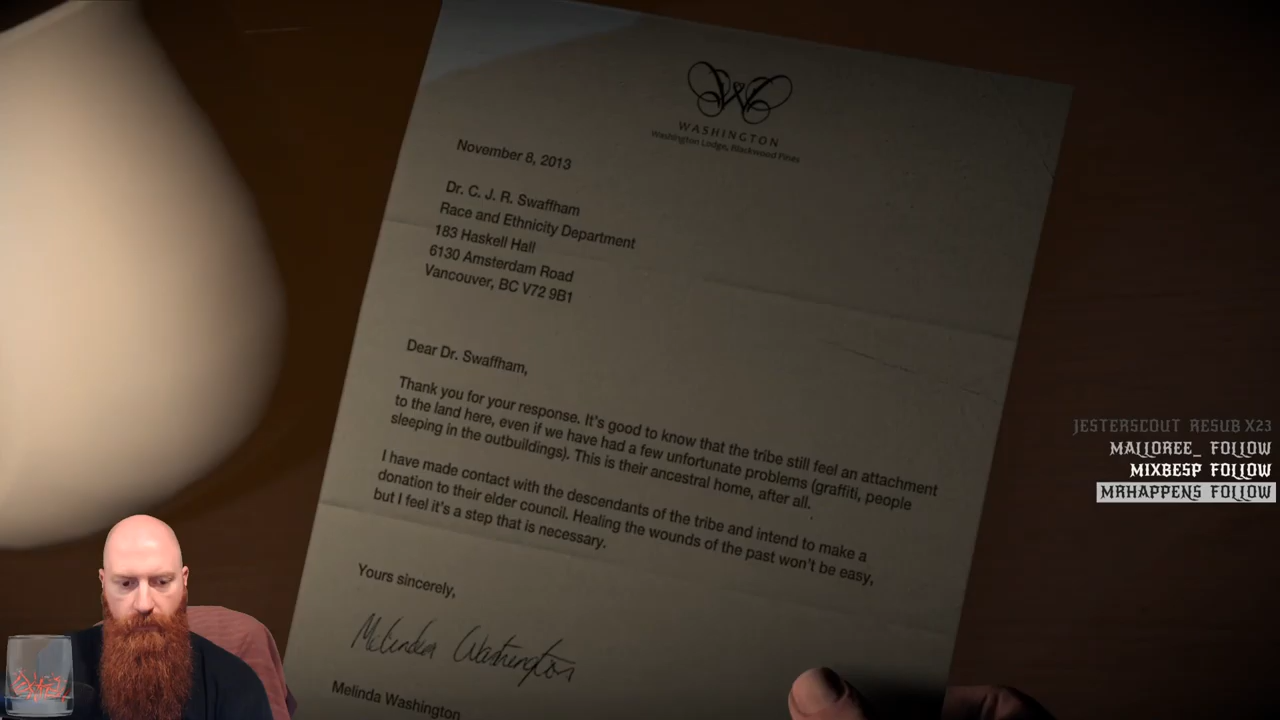 W
WASHINGTON
Washington Lodge, Blackwood Pines
November 8, 2013
Dr. C. J. R. Swaffham
Race and Ethnicity Department
183 Haskell Hall
6130 Amsterdam Road
Vancouver, BC V72 9B1
Dear Dr. Swaffham,
Thank you for your response. It's good to know that the tribe still feel an attachment
to the land here, even if we have had a few unfortunate problems (graffiti, people
sleeping in the outbuildings). This is their ancestral home, after all.
I have made contact with the descendants of the tribe and intend to make a
donation to their elder council. Healing the wounds of the past won't be easy,
but I feel it's a step that is necessary.
Yours sincerely,
Melinda Washington
Melinda Washington
JESTERSCOUT RESUB X23
MALLOREE_ FOLLOW
MIXBESP FOLLOW
MRHAPPENS FOLLOW